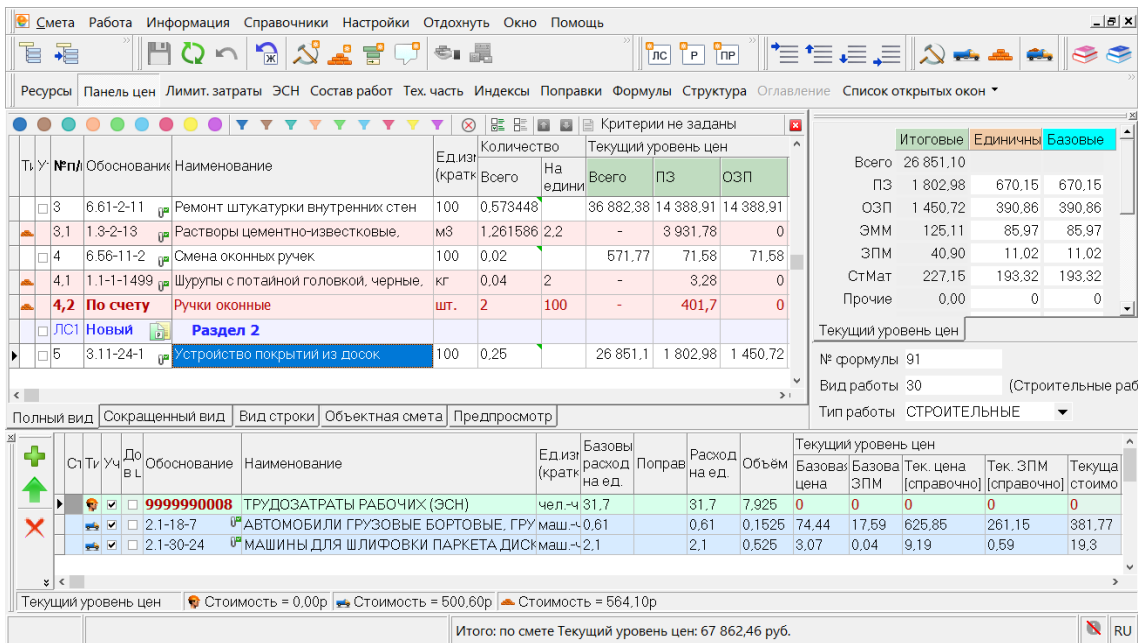 Смета Работа Информация Справочники Настройки Отдохнуть Окно Помощь
Ж ЛС Р ПР
Ресурсы Панель цен Лимит. затраты ЭСН Состав работ Тех. часть Индексы Поправки Формулы Структура Оглавление Список открытых окон
Критерии не заданы
Количество Текущий уровень цен
Ти У №п/ Обоснование Наименование Ед.изм (кратк Всего На едини Всего ПЗ ОЗП
3 6.61-2-11 Ремонт штукатурки внутренних стен 100 0,573448 36 882,38 14 388,91 14 388,91
3,1 1.3-2-13 Растворы цементно-известковые, м3 1,261586 2,2 - 3 931,78 0
4 6.56-11-2 Смена оконных ручек 100 0,02 571,77 71,58 71,58
4,1 1.1-1-1499 Шурупы с потайной головкой, черные, кг 0,04 2 - 3,28 0
4,2 По счету Ручки оконные шт. 2 100 - 401,7 0
ЛС1 Новый Раздел 2
5 3.11-24-1 Устройство покрытий из досок 100 0,25 26 851,1 1 802,98 1 450,72
Полный вид Сокращенный вид Вид строки Объектная смета Предпросмотр
Итоговые Единичны Базовые
Всего 26 851,10
ПЗ 1 802,98 670,15 670,15
ОЗП 1 450,72 390,86 390,86
ЭММ 125,11 85,97 85,97
ЗПМ 40,90 11,02 11,02
СтМат 227,15 193,32 193,32
Прочие 0,00 0 0
Текущий уровень цен
№ формулы 91
Вид работы 30 (Строительные раб
Тип работы СТРОИТЕЛЬНЫЕ
Текущий уровень цен
Ст Ти Уч До в ц Обоснование Наименование Ед.изм (кратк Базовы расход на ед. Поправ Расход на ед. Объём Базовая цена Базова ЗПМ Тек. цена [справочно] Тек. ЗПМ [справочно] Текуща стоимо
9999990008 ТРУДОЗАТРАТЫ РАБОЧИХ (ЭСН) чел.-ч 31,7 31,7 7,925 0 0 0 0 0
2.1-18-7 АВТОМОБИЛИ ГРУЗОВЫЕ БОРТОВЫЕ, ГРУ маш.-ч 0,61 0,61 0,1525 74,44 17,59 625,85 261,15 381,77
2.1-30-24 МАШИНЫ ДЛЯ ШЛИФОВКИ ПАРКЕТА ДИСК маш.-ч 2,1 2,1 0,525 3,07 0,04 9,19 0,59 19,3
Текущий уровень цен Стоимость = 0,00р Стоимость = 500,60р Стоимость = 564,10р
Итого: по смете Текущий уровень цен: 67 862,46 руб. RU